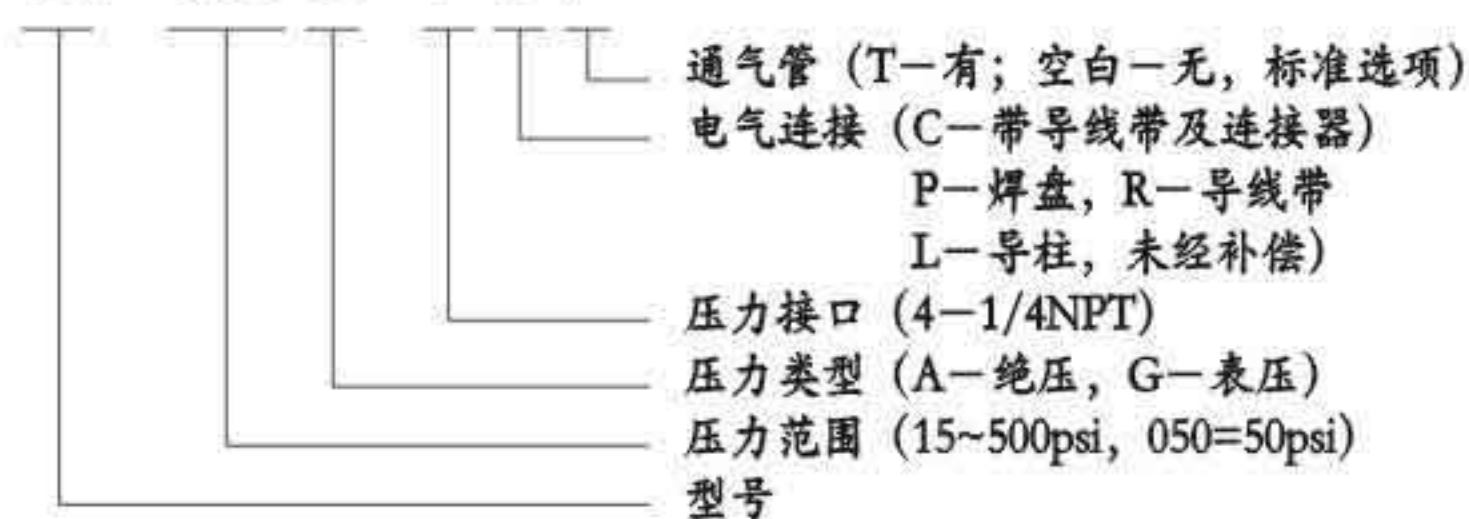 通气管（T－有；空白－无，标准选项）
电气连接（C－带导线带及连接器）
P－焊盘，R－导线带
L－导柱，未经补偿）
压力接口（4－1/4NPT）
压力类型（A－绝压，G－表压）
压力范围（15~500psi，050=50psi）
型号